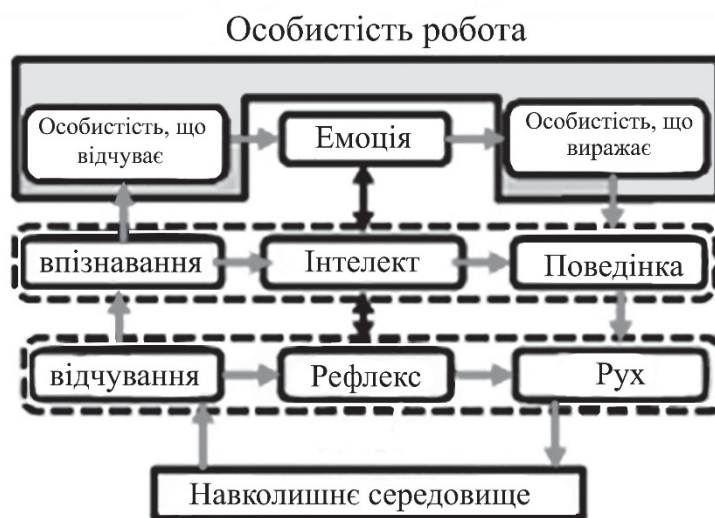 Особистість робота
Особистість, що
відчуває
Емоція
Особистість, що
виражає
впізнавання
Інтелект
Поведінка
відчування
Рефлекс
Рух
Навколишнє середовище